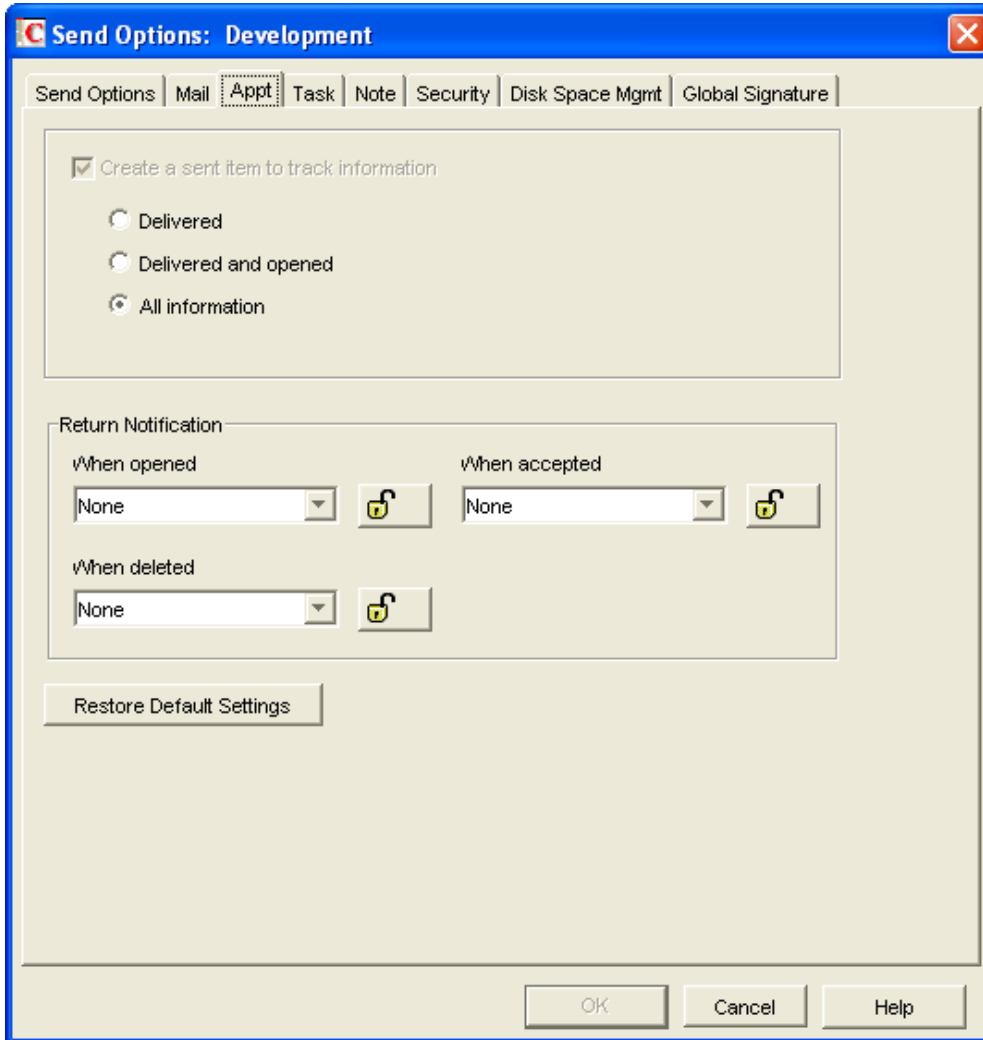 C Send Options: Development
Send Options Mail Appt Task Note Security Disk Space Mgmt Global Signature
Create a sent item to track information
Delivered
Delivered and opened
All information
Return Notification
When opened When accepted
None None
When deleted
None
Restore Default Settings
OK Cancel Help